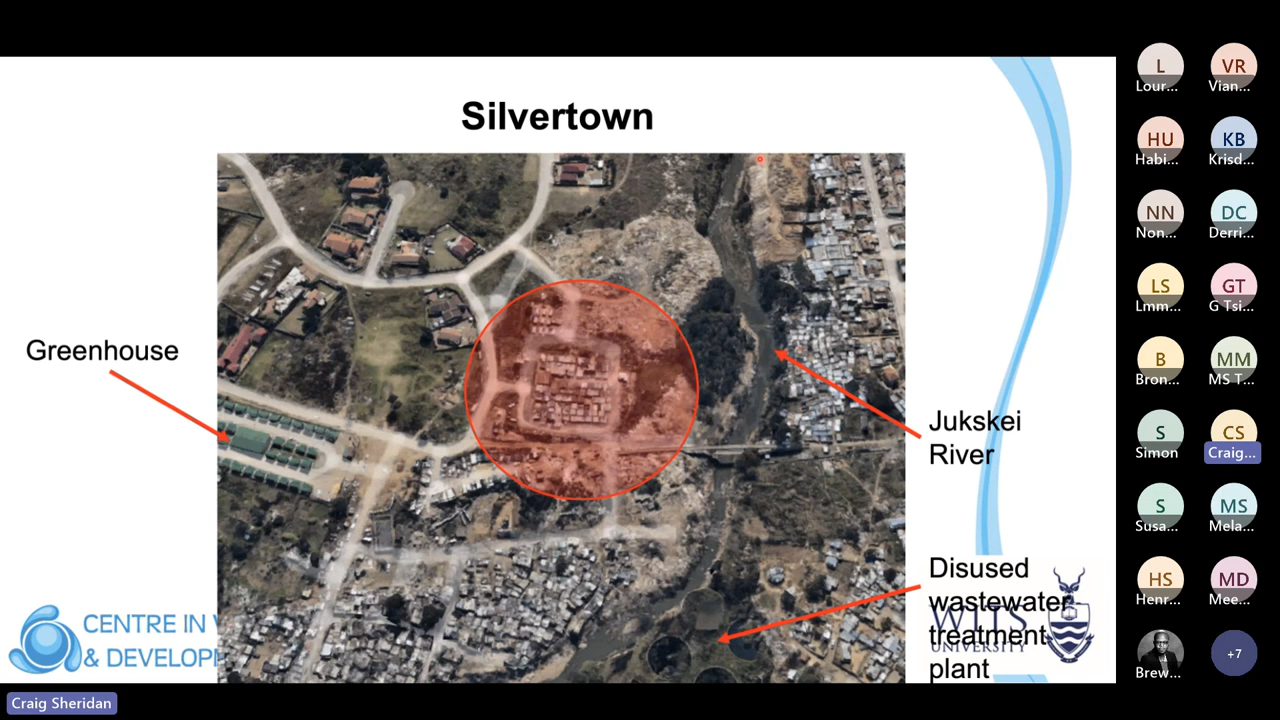 Silvertown
Greenhouse
Jukskei
River
Disused
wastewater
treatment
plant
CENTRE IN
& DEVELOP
WITS
UNIVERSITY
Craig Sheridan
L
Lour...
VR
Vian...
HU
Habi...
KB
Krisd...
NN
Non...
DC
Derri...
LS
Lmm...
GT
G Tsi...
B
Bron...
MM
MS T...
S
Simon
CS
Craig...
S
Susa...
MS
Mela...
HS
Henr...
MD
Mee...
Brew...
+7